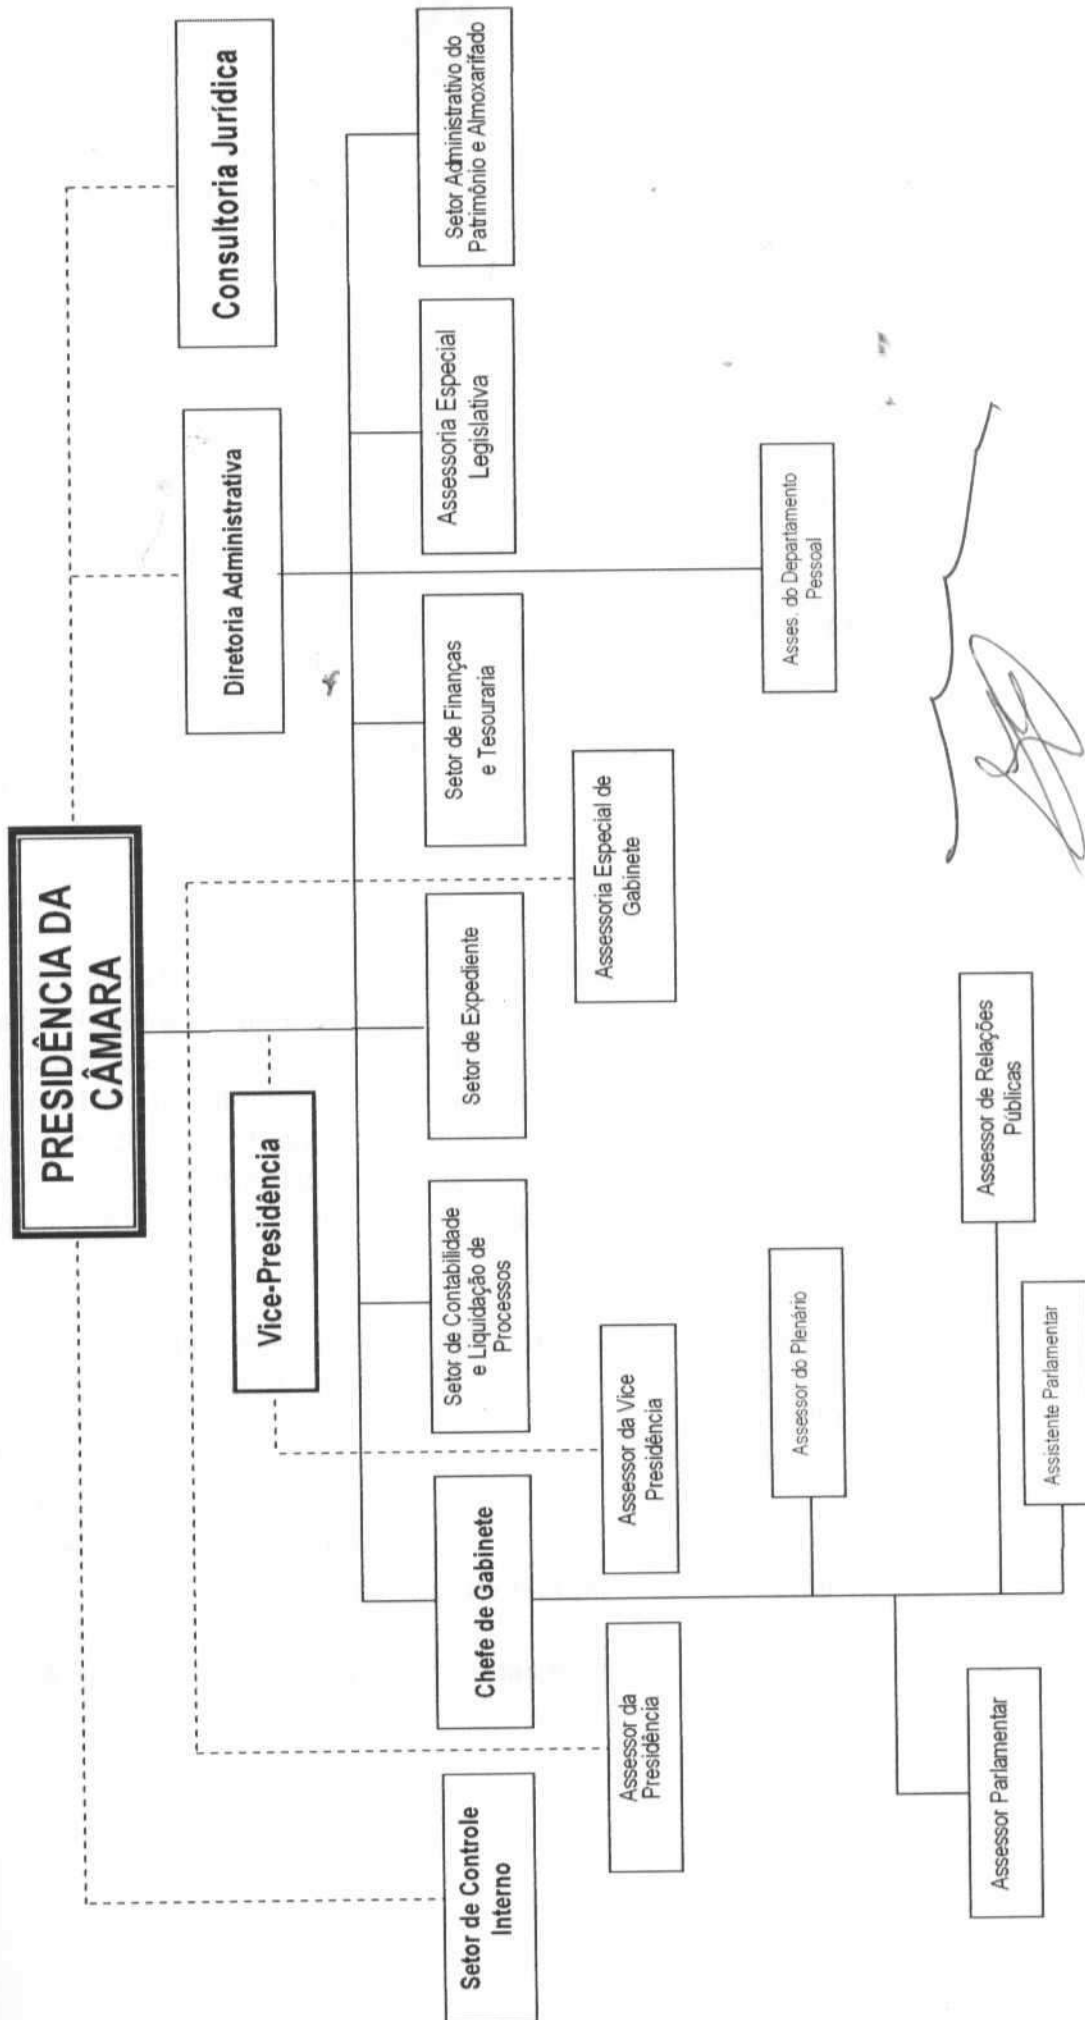 PRESIDÊNCIA DA
CÂMARA
Consultoria Jurídica
Diretoria Administrativa
Vice-Presidência
Setor de Controle
Interno
Chefe de Gabinete
Setor de Contabilidade
e Liquidação de
Processos
Setor de Expediente
Setor de Finanças
e Tesouraria
Assessoria Especial
Legislativa
Setor Administrativo do
Patrimônio e Almoxarifado
Assessor da
Presidência
Assessor da Vice
Presidência
Assessoria Especial de
Gabinete
Asses. do Departamento
Pessoal
Assessor do Plenário
Assessor Parlamentar
Assessor de Relações
Públicas
Assistente Parlamentar